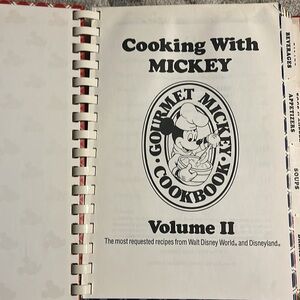 Cooking With
MICKEY
GOURMET MICKEY
COOKBOOK
Volume II
The most requested recipes from Walt Disney World® and Disneyland®.
BEVERAGES
APPETIZERS
SOUPS